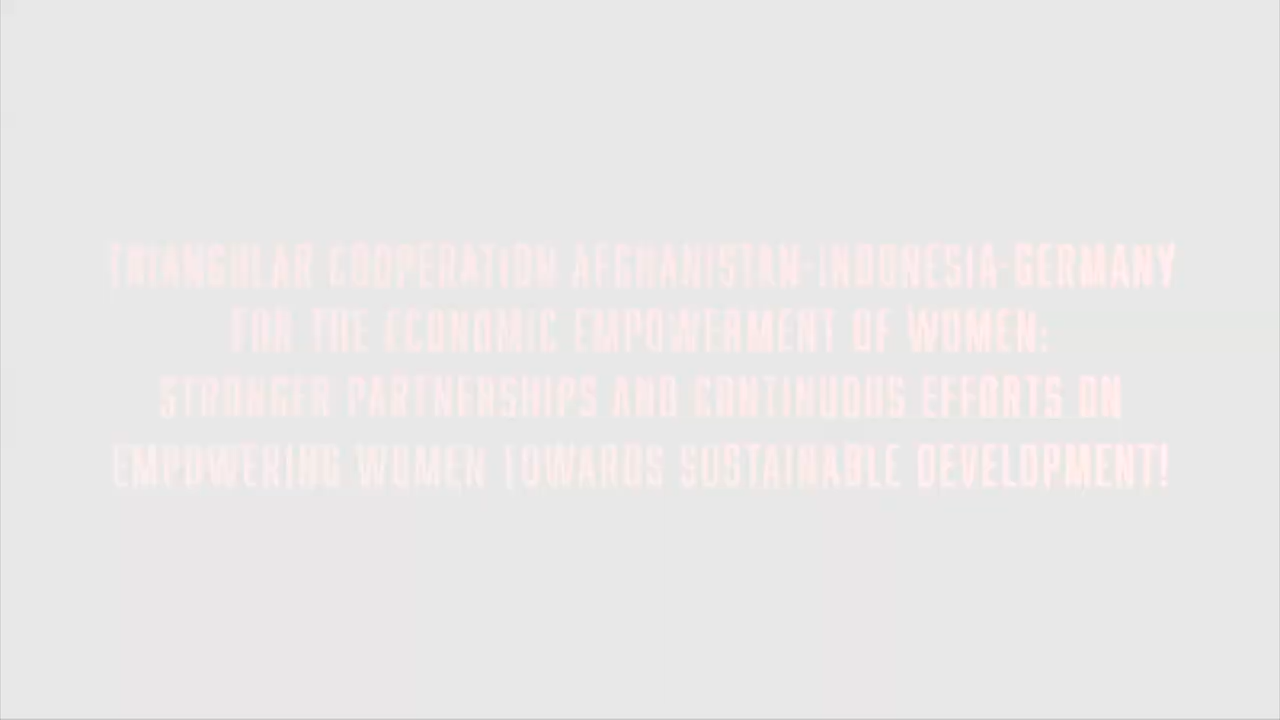 TRIANGULAR COOPERATION AFGHANISTAN-INDONESIA-GERMANY
FOR THE ECONOMIC EMPOWERMENT OF WOMEN:
STRONGER PARTNERSHIPS AND CONTINUOUS EFFORTS ON
EMPOWERING WOMEN TOWARDS SUSTAINABLE DEVELOPMENT!